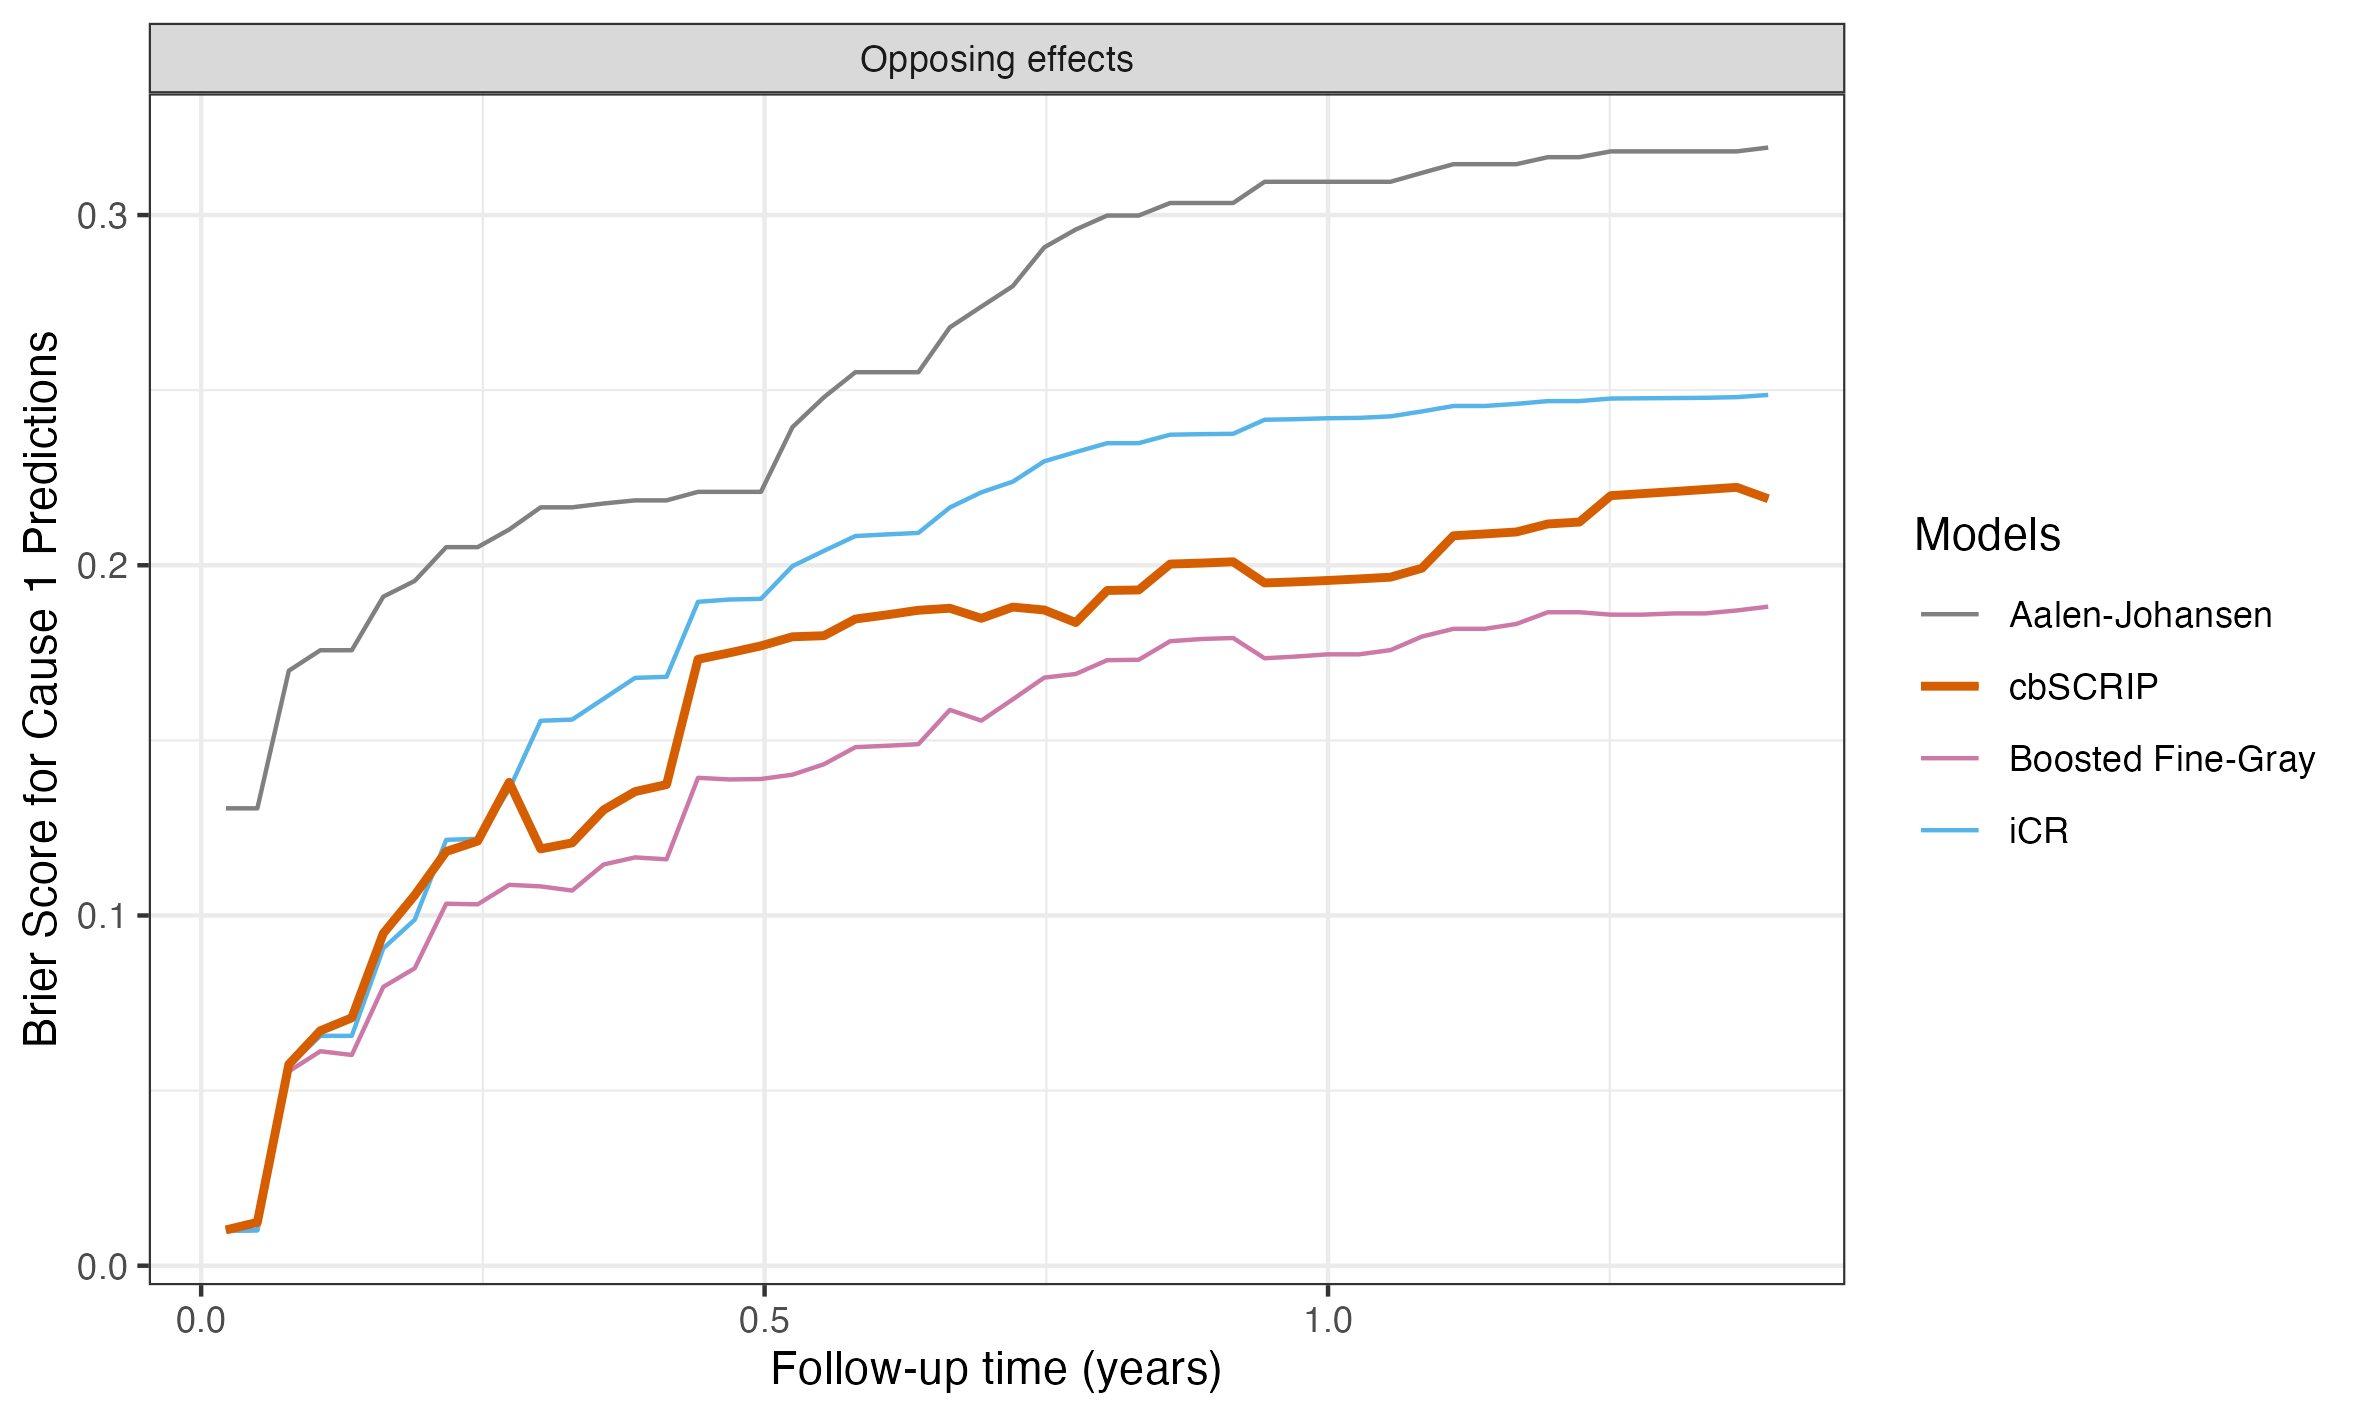 Opposing effects
Brier Score for Cause 1 Predictions
0.3
0.2
0.1
0.0
0.0
0.5
1.0
Follow-up time (years)
Models
Aalen-Johansen
cbSCRIP
Boosted Fine-Gray
iCR